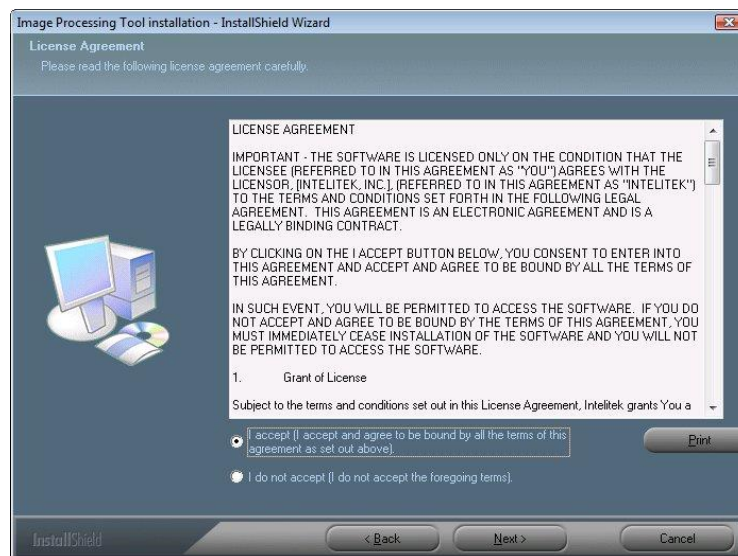 Image Processing Tool installation - InstallShield Wizard
License Agreement
Please read the following license agreement carefully.
LICENSE AGREEMENT
IMPORTANT - THE SOFTWARE IS LICENSED ONLY ON THE CONDITION THAT THE
LICENSEE (REFERRED TO IN THIS AGREEMENT AS "YOU") AGREES WITH THE
LICENSOR, [INTELITEK, INC.], (REFERRED TO IN THIS AGREEMENT AS "INTELITEK")
TO THE TERMS AND CONDITIONS SET FORTH IN THE FOLLOWING LEGAL
AGREEMENT. THIS AGREEMENT IS AN ELECTRONIC AGREEMENT AND IS A
LEGALLY BINDING CONTRACT.
BY CLICKING ON THE I ACCEPT BUTTON BELOW, YOU CONSENT TO ENTER INTO
THIS AGREEMENT AND ACCEPT AND AGREE TO BE BOUND BY ALL THE TERMS OF
THIS AGREEMENT.
IN SUCH EVENT, YOU WILL BE PERMITTED TO ACCESS THE SOFTWARE. IF YOU DO
NOT ACCEPT AND AGREE TO BE BOUND BY THE TERMS OF THIS AGREEMENT, YOU
MUST IMMEDIATELY CEASE INSTALLATION OF THE SOFTWARE AND YOU WILL NOT
BE PERMITTED TO ACCESS THE SOFTWARE.
1. Grant of License
Subject to the terms and conditions set out in this License Agreement, Intelitek grants You a
I accept (I accept and agree to be bound by all the terms of this
agreement as set out above).
Print
I do not accept (I do not accept the foregoing terms).
InstallShield
< Back
Next >
Cancel